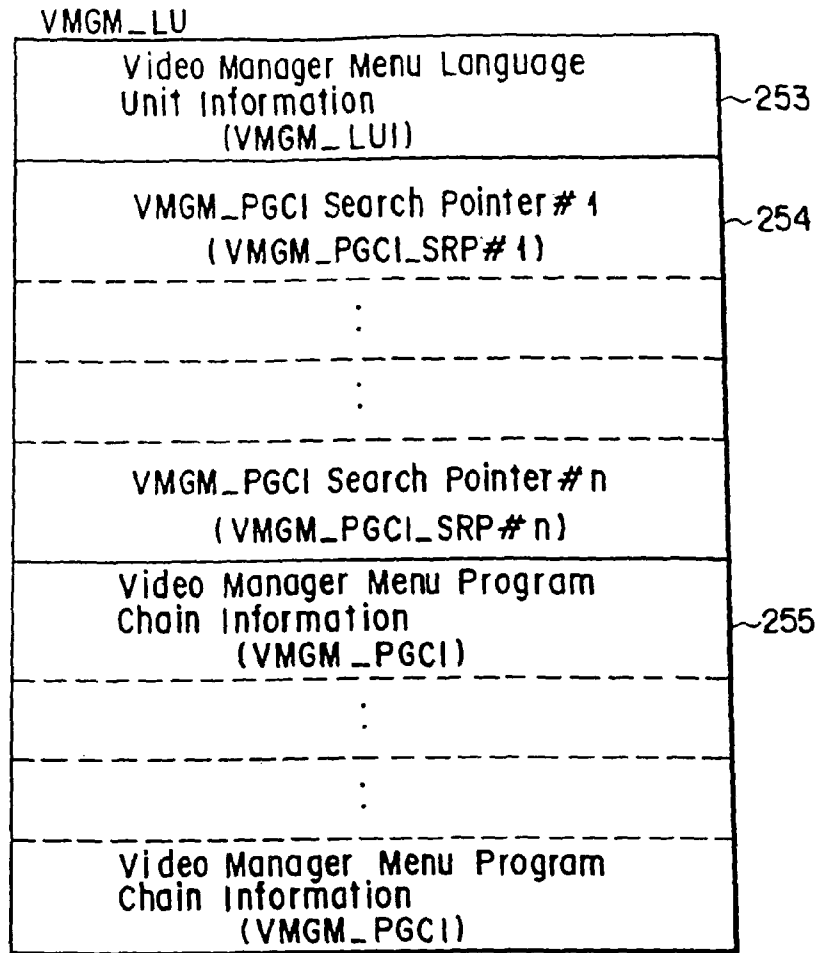 VMGM_LU
Video Manager Menu Language
Unit Information
(VMGM_LUI)
253
VMGM_PGCI Search Pointer #1
(VMGM_PGCI_SRP#1)
254
VMGM_PGCI Search Pointer #n
(VMGM_PGCI_SRP#n)
Video Manager Menu Program
Chain Information
(VMGM_PGCI)
255
Video Manager Menu Program
Chain Information
(VMGM_PGCI)